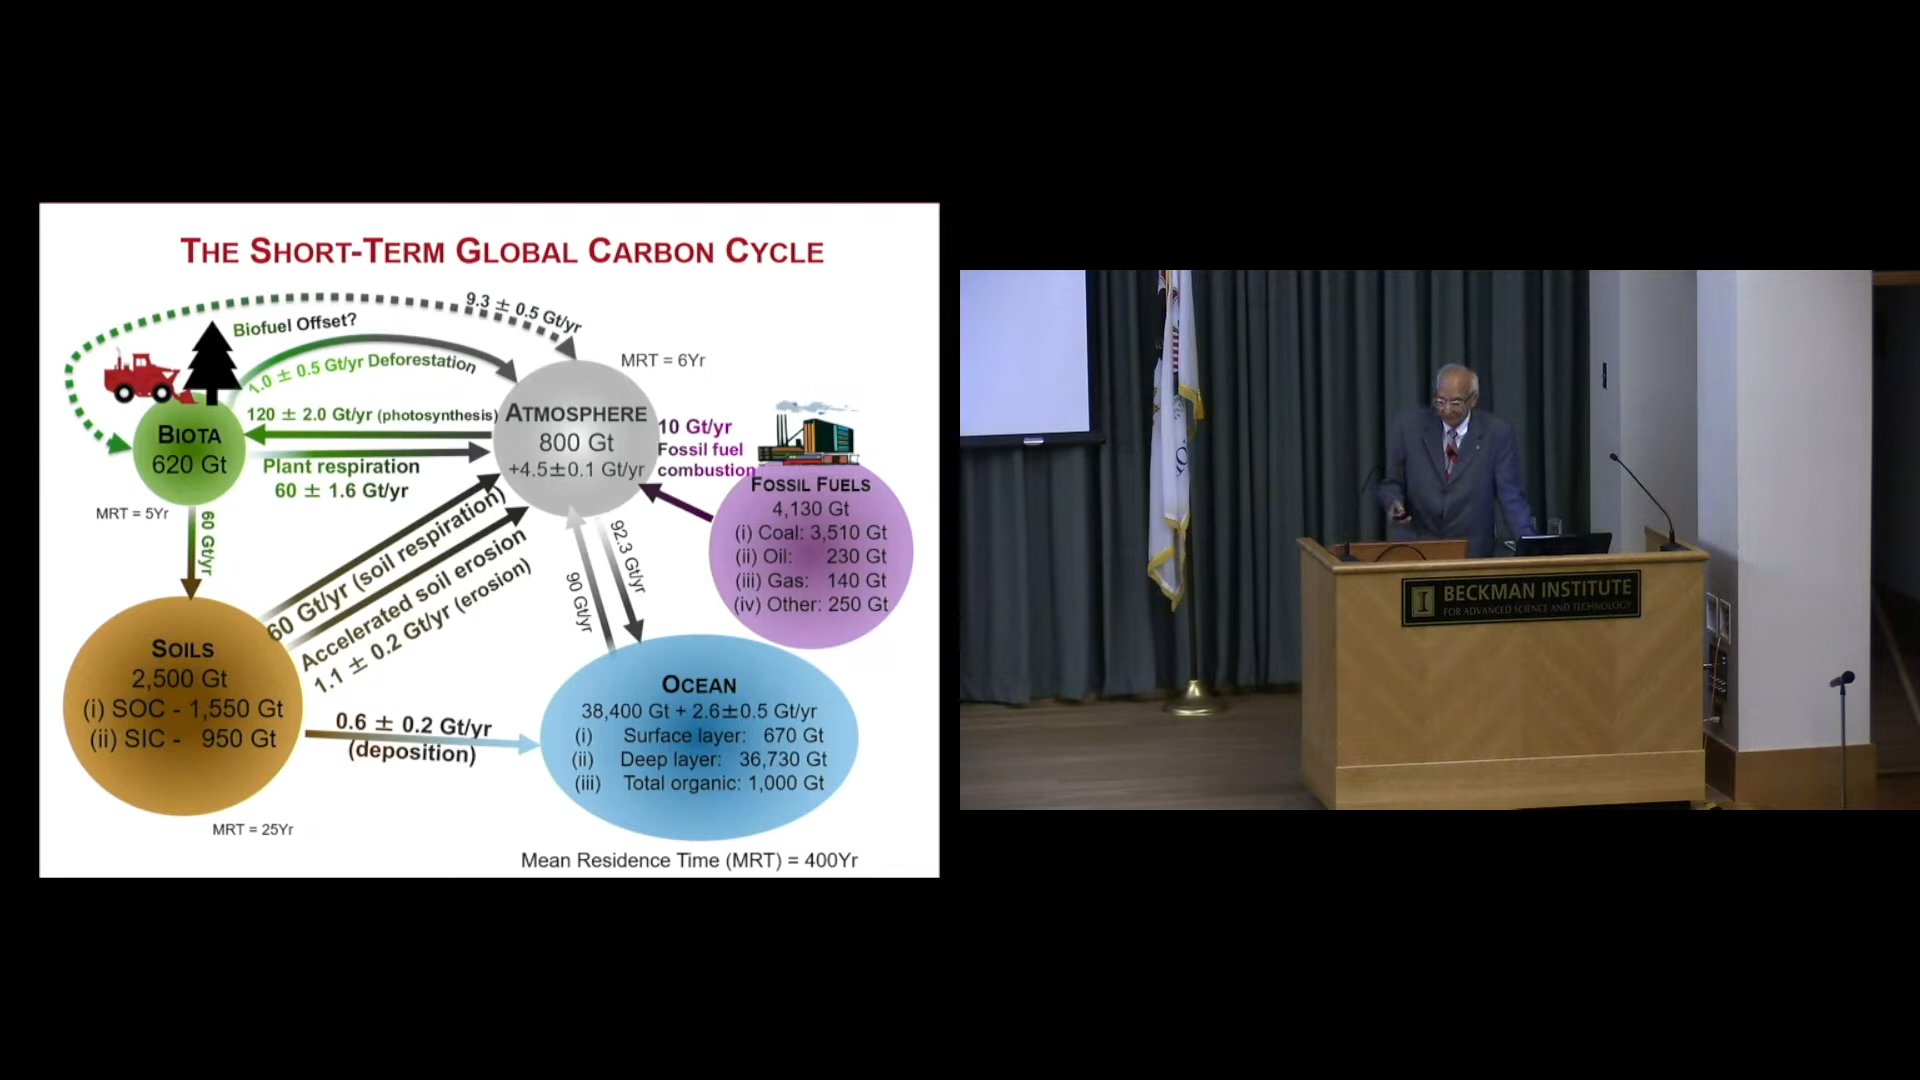 THE SHORT-TERM GLOBAL CARBON CYCLE
9.3 ± 0.5 Gt/yr
Biofuel Offset?
1.0 ± 0.5 Gt/yr Deforestation
MRT = 6Yr
120 ± 2.0 Gt/yr (photosynthesis)
ATMOSPHERE
800 Gt
+4.5±0.1 Gt/yr
10 Gt/yr
Fossil fuel
combustion
BIOTA
620 Gt
Plant respiration
60 ± 1.6 Gt/yr
MRT = 5Yr
60 Gt/yr
FOSSIL FUELS
4,130 Gt
(i) Coal: 3,510 Gt
(ii) Oil: 230 Gt
(iii) Gas: 140 Gt
(iv) Other: 250 Gt
60 Gt/yr (soil respiration)
Accelerated soil erosion
1.1 ± 0.2 Gt/yr (erosion)
90 Gt/yr
92.3 Gt/yr
SOILS
2,500 Gt
(i) SOC - 1,550 Gt
(ii) SIC - 950 Gt
0.6 ± 0.2 Gt/yr
(deposition)
OCEAN
38,400 Gt + 2.6±0.5 Gt/yr
(i) Surface layer: 670 Gt
(ii) Deep layer: 36,730 Gt
(iii) Total organic: 1,000 Gt
MRT = 25Yr
Mean Residence Time (MRT) = 400Yr
I
BECKMAN INSTITUTE
FOR ADVANCED SCIENCE AND TECHNOLOGY